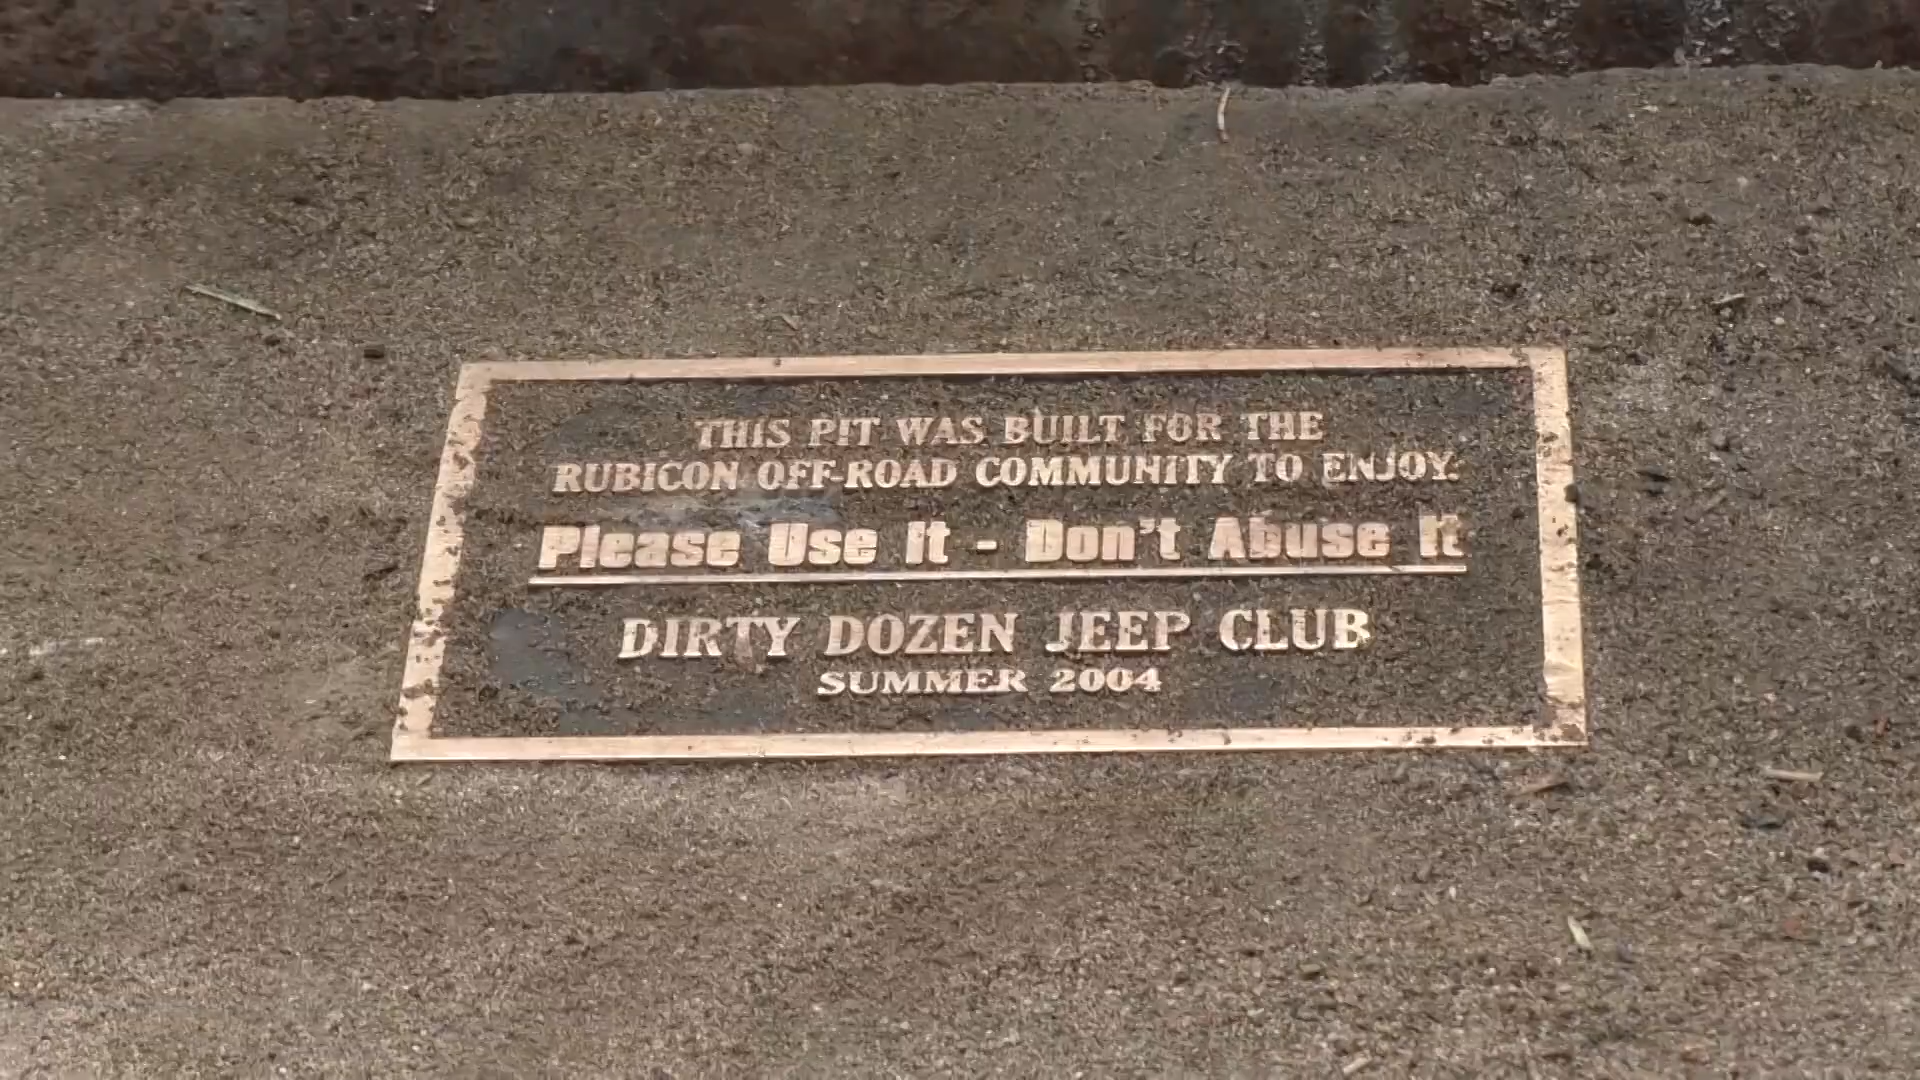 THIS PIT WAS BUILT FOR THE
RUBICON OFF-ROAD COMMUNITY TO ENJOY.
Please Use It - Don't Abuse It
DIRTY DOZEN JEEP CLUB
SUMMER 2004